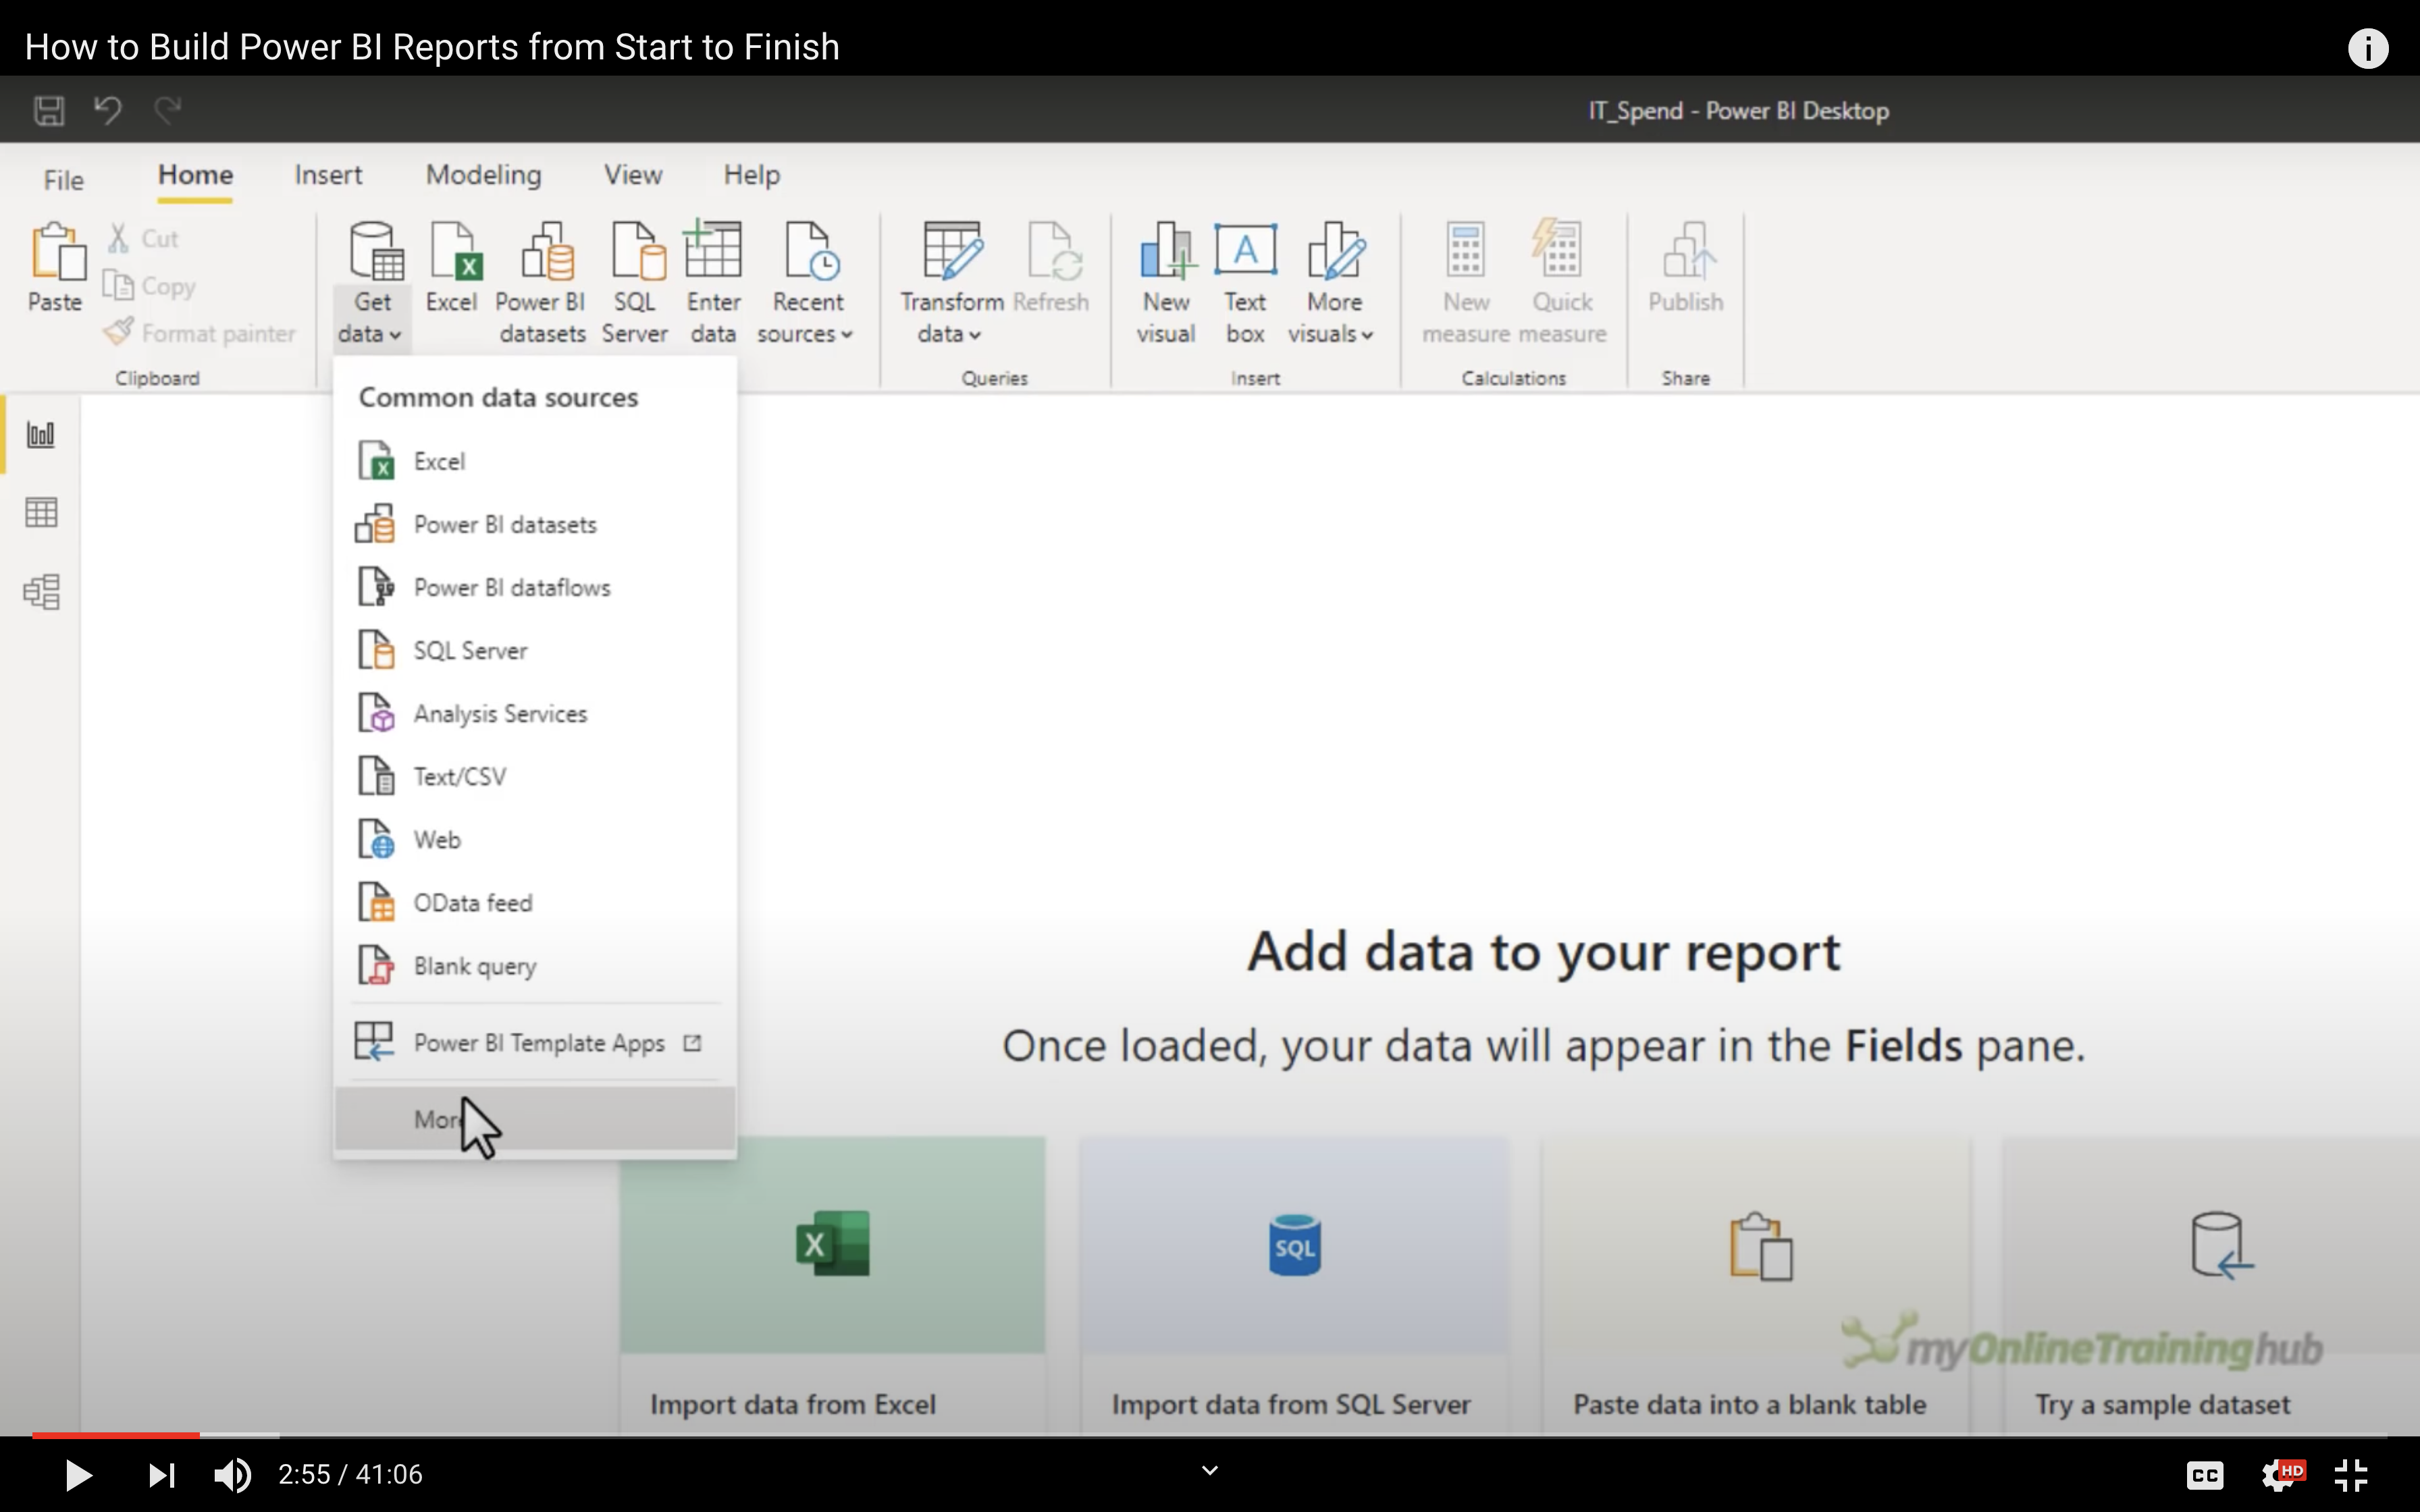 How to Build Power BI Reports from Start to Finish
IT_Spend - Power BI Desktop
File Home Insert Modeling View Help
Paste
Cut
Copy
Format painter
Clipboard
Get data
Excel
Power BI datasets
SQL Server
Enter data
Recent sources
Transform data
Refresh
Queries
New visual
Text box
More visuals
Insert
New measure
Quick measure
Calculations
Publish
Share
Common data sources
Excel
Power BI datasets
Power BI dataflows
SQL Server
Analysis Services
Text/CSV
Web
OData feed
Blank query
Power BI Template Apps
Add data to your report
Once loaded, your data will appear in the Fields pane.
SQL
Import data from Excel
Import data from SQL Server
Paste data into a blank table
Try a sample dataset
myOnlineTraininghub
2:55 / 41:06
CC
HD